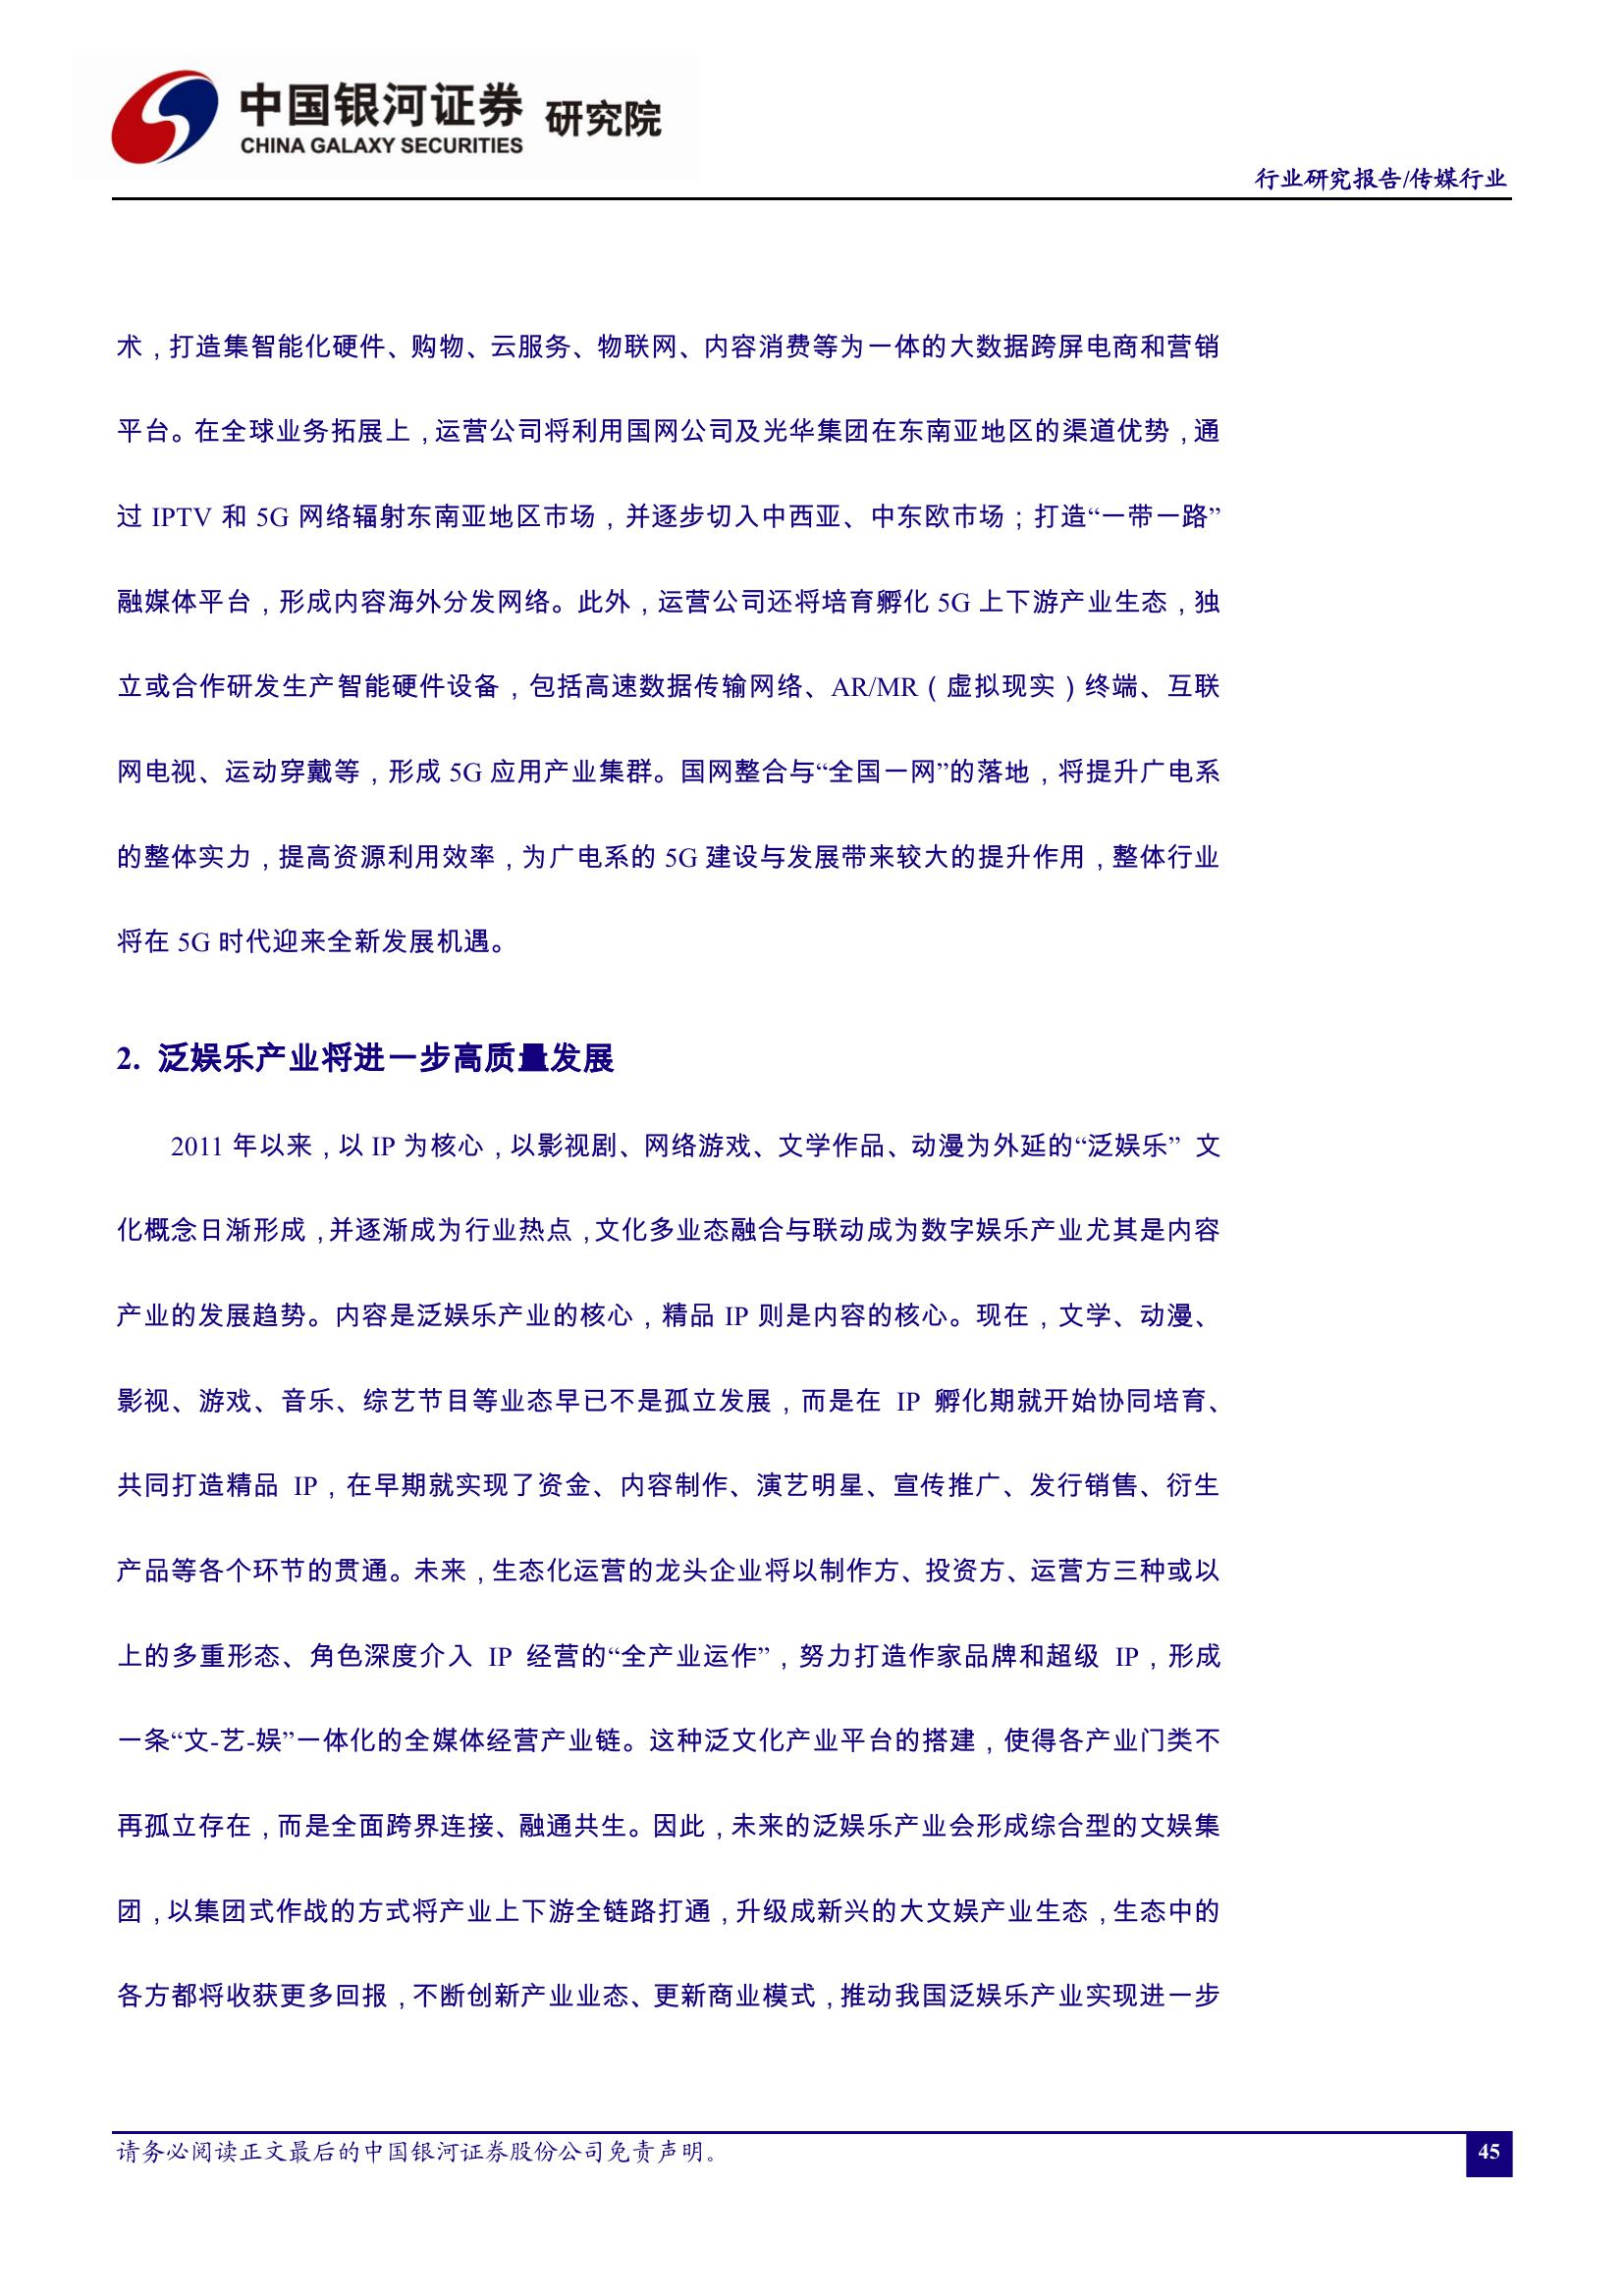 中国银河证券 研究院
CHINA GALAXY SECURITIES
行业研究报告/传媒行业
术，打造集智能化硬件、购物、云服务、物联网、内容消费等为一体的大数据跨屏电商和营销
平台。在全球业务拓展上，运营公司将利用国网公司及光华集团在东南亚地区的渠道优势，通
过 IPTV 和 5G 网络辐射东南亚地区市场，并逐步切入中西亚、中东欧市场；打造“一带一路”
融媒体平台，形成内容海外分发网络。此外，运营公司还将培育孵化 5G 上下游产业生态，独
立或合作研发生产智能硬件设备，包括高速数据传输网络、AR/MR（虚拟现实）终端、互联
网电视、运动穿戴等，形成 5G 应用产业集群。国网整合与“全国一网”的落地，将提升广电系
的整体实力，提高资源利用效率，为广电系的 5G 建设与发展带来较大的提升作用，整体行业
将在 5G 时代迎来全新发展机遇。
2. 泛娱乐产业将进一步高质量发展
2011 年以来，以 IP 为核心，以影视剧、网络游戏、文学作品、动漫为外延的“泛娱乐” 文
化概念日渐形成，并逐渐成为行业热点，文化多业态融合与联动成为数字娱乐产业尤其是内容
产业的发展趋势。内容是泛娱乐产业的核心，精品 IP 则是内容的核心。现在，文学、动漫、
影视、游戏、音乐、综艺节目等业态早已不是孤立发展，而是在 IP 孵化期就开始协同培育、
共同打造精品 IP，在早期就实现了资金、内容制作、演艺明星、宣传推广、发行销售、衍生
产品等各个环节的贯通。未来，生态化运营的龙头企业将以制作方、投资方、运营方三种或以
上的多重形态、角色深度介入 IP 经营的“全产业运作”，努力打造作家品牌和超级 IP，形成
一条“文-艺-娱”一体化的全媒体经营产业链。这种泛文化产业平台的搭建，使得各产业门类不
再孤立存在，而是全面跨界连接、融通共生。因此，未来的泛娱乐产业会形成综合型的文娱集
团，以集团式作战的方式将产业上下游全链路打通，升级成新兴的大文娱产业生态，生态中的
各方都将收获更多回报，不断创新产业业态、更新商业模式，推动我国泛娱乐产业实现进一步
请务必阅读正文最后的中国银河证券股份公司免责声明。
45